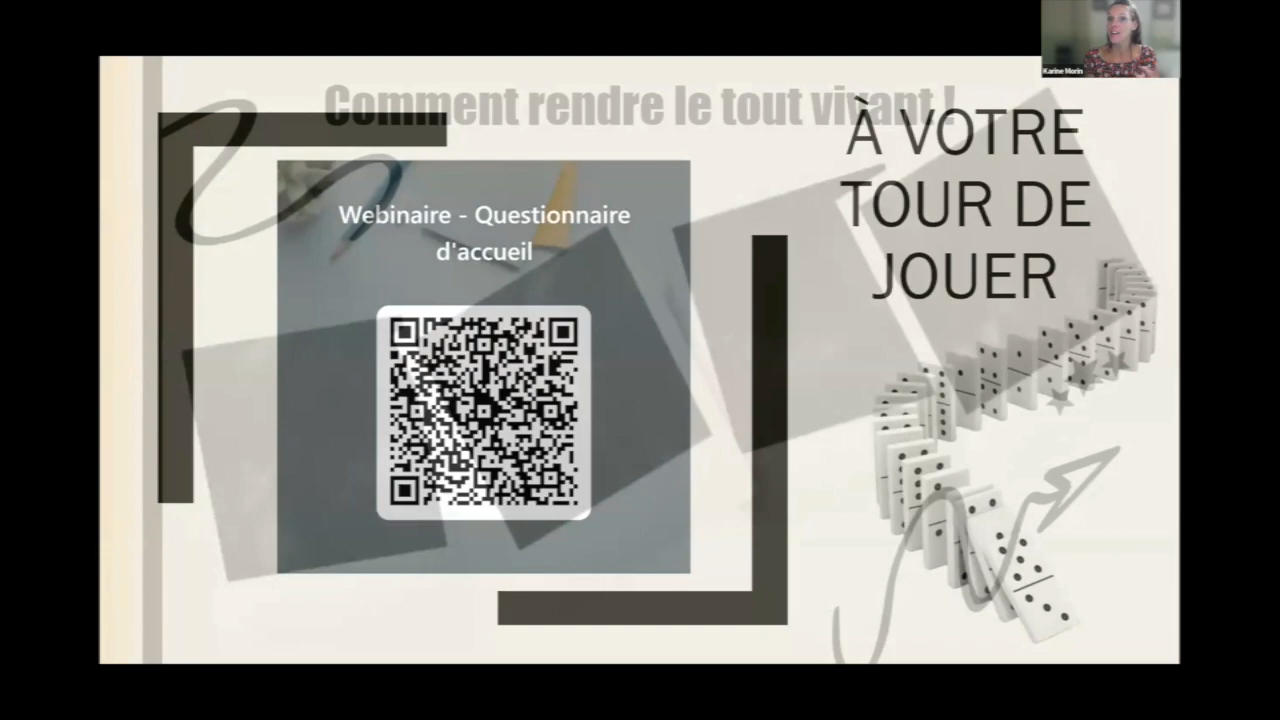 Karine Morin
Comment rendre le tout vivant !
À VOTRE
TOUR DE
JOUER
Webinaire - Questionnaire
d'accueil